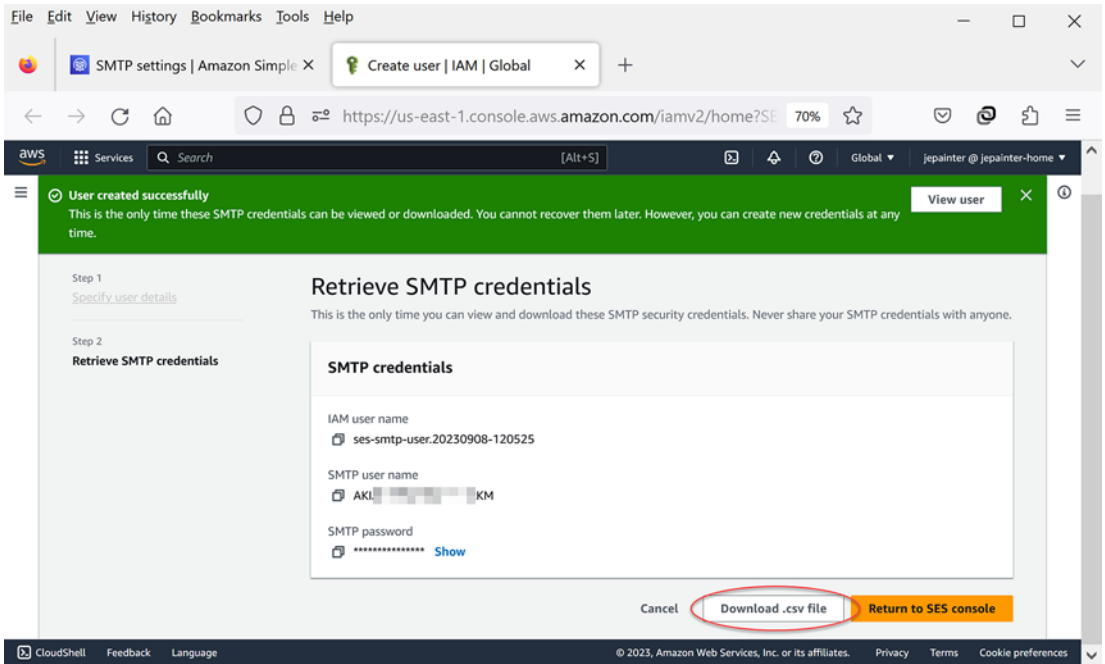 File Edit View History Bookmarks Tools Help
SMTP settings | Amazon Simple
Create user | IAM | Global
https://us-east-1.console.aws.amazon.com/iamv2/home?SE 70%
aws Services Search [Alt+S] Global jepainter @ jepainter-home
User created successfully
This is the only time these SMTP credentials can be viewed or downloaded. You cannot recover them later. However, you can create new credentials at any
time.
View user
Step 1
Specify user details
Step 2
Retrieve SMTP credentials
Retrieve SMTP credentials
This is the only time you can view and download these SMTP security credentials. Never share your SMTP credentials with anyone.
SMTP credentials
IAM user name
ses-smtp-user.20230908-120525
SMTP user name
AKI KM
SMTP password
*************** Show
Cancel Download .csv file Return to SES console
CloudShell Feedback Language © 2023, Amazon Web Services, Inc. or its affiliates. Privacy Terms Cookie preferences